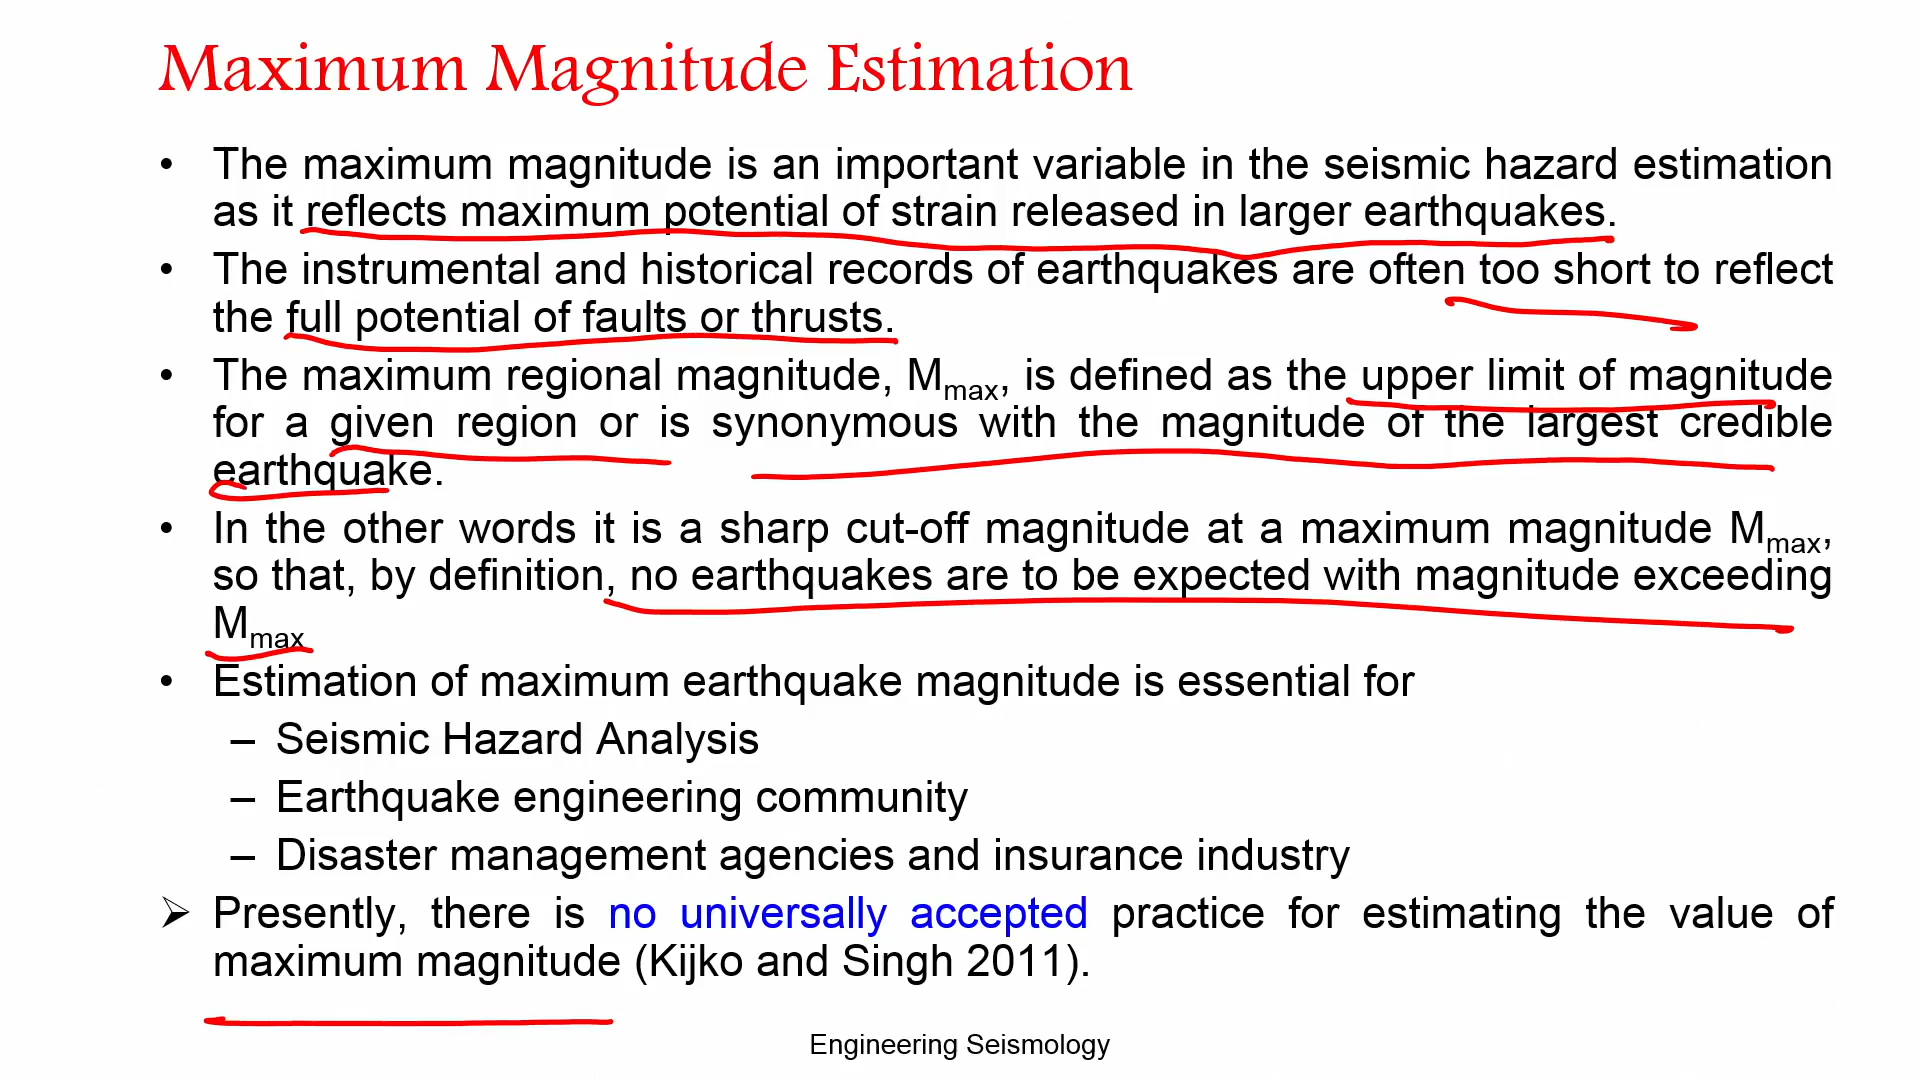 Maximum Magnitude Estimation
• The maximum magnitude is an important variable in the seismic hazard estimation
as it reflects maximum potential of strain released in larger earthquakes.
• The instrumental and historical records of earthquakes are often too short to reflect
the full potential of faults or thrusts.
• The maximum regional magnitude, Mmax, is defined as the upper limit of magnitude
for a given region or is synonymous with the magnitude of the largest credible
earthquake.
• In the other words it is a sharp cut-off magnitude at a maximum magnitude Mmax,
so that, by definition, no earthquakes are to be expected with magnitude exceeding
Mmax
• Estimation of maximum earthquake magnitude is essential for
– Seismic Hazard Analysis
– Earthquake engineering community
– Disaster management agencies and insurance industry
➢ Presently, there is no universally accepted practice for estimating the value of
maximum magnitude (Kijko and Singh 2011).
Engineering Seismology